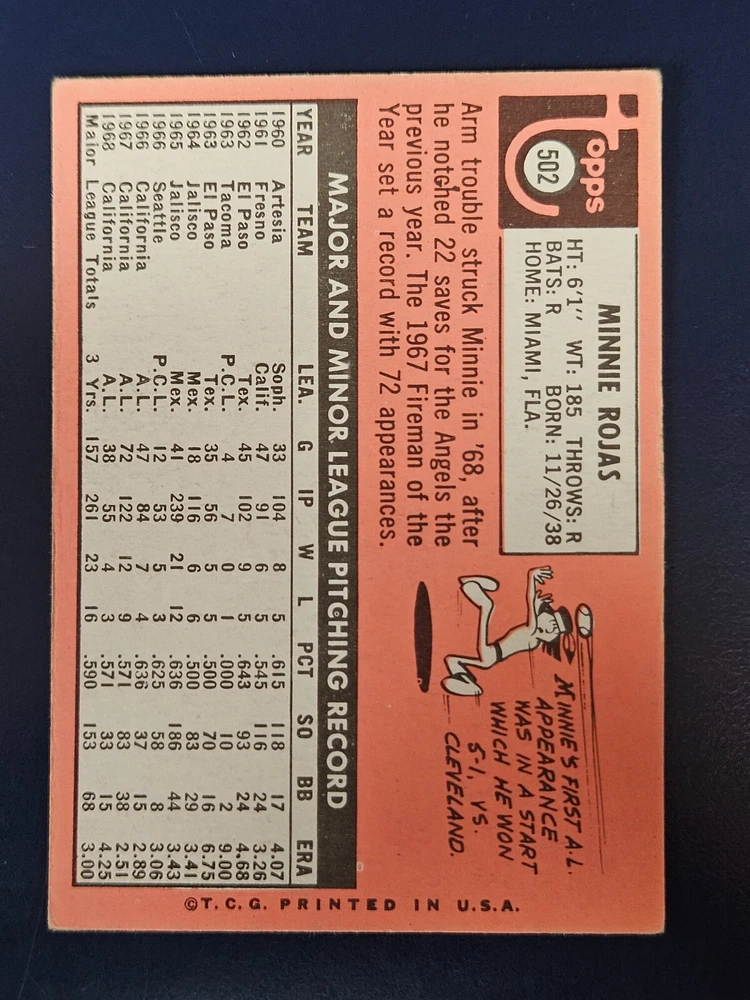 Topps
502
MINNIE ROJAS
HT: 6'1" WT: 185 THROWS: R
BATS: R BORN: 11/26/38
HOME: MIAMI, FLA.
Arm trouble struck Minnie in '68, after
he notched 22 saves for the Angels the
previous year. The 1967 Fireman of the
Year set a record with 72 appearances.
MINNIE'S FIRST A.L.
APPEARANCE
WAS IN A START
WHICH HE WON
5-1, VS.
CLEVELAND.
MAJOR AND MINOR LEAGUE PITCHING RECORD
YEAR TEAM LEA. G IP W L PCT SO BB ERA
1960 Artesia Soph. 33 104 8 5 .615 118 17 4.07
1961 Fresno Calif. 47 91 6 5 .545 116 24 3.26
1962 El Paso Tex. 45 102 9 5 .643 93 24 4.68
1963 Tacoma P.C.L. 4 7 0 1 .000 10 2 9.00
1963 El Paso Tex. 35 56 5 5 .500 70 16 6.75
1964 Jalisco Mex. 18 116 6 6 .500 83 29 3.41
1965 Jalisco Mex. 41 239 21 12 .636 186 44 3.43
1966 Seattle P.C.L. 12 53 5 3 .625 58 8 3.06
1966 California A.L. 47 84 7 4 .636 37 15 2.89
1967 California A.L. 72 122 12 9 .571 83 38 2.51
1968 California A.L. 38 55 4 3 .571 33 15 4.25
Major League Totals 3 Yrs. 157 261 23 16 .590 153 68 3.00
©T.C.G. PRINTED IN U.S.A.